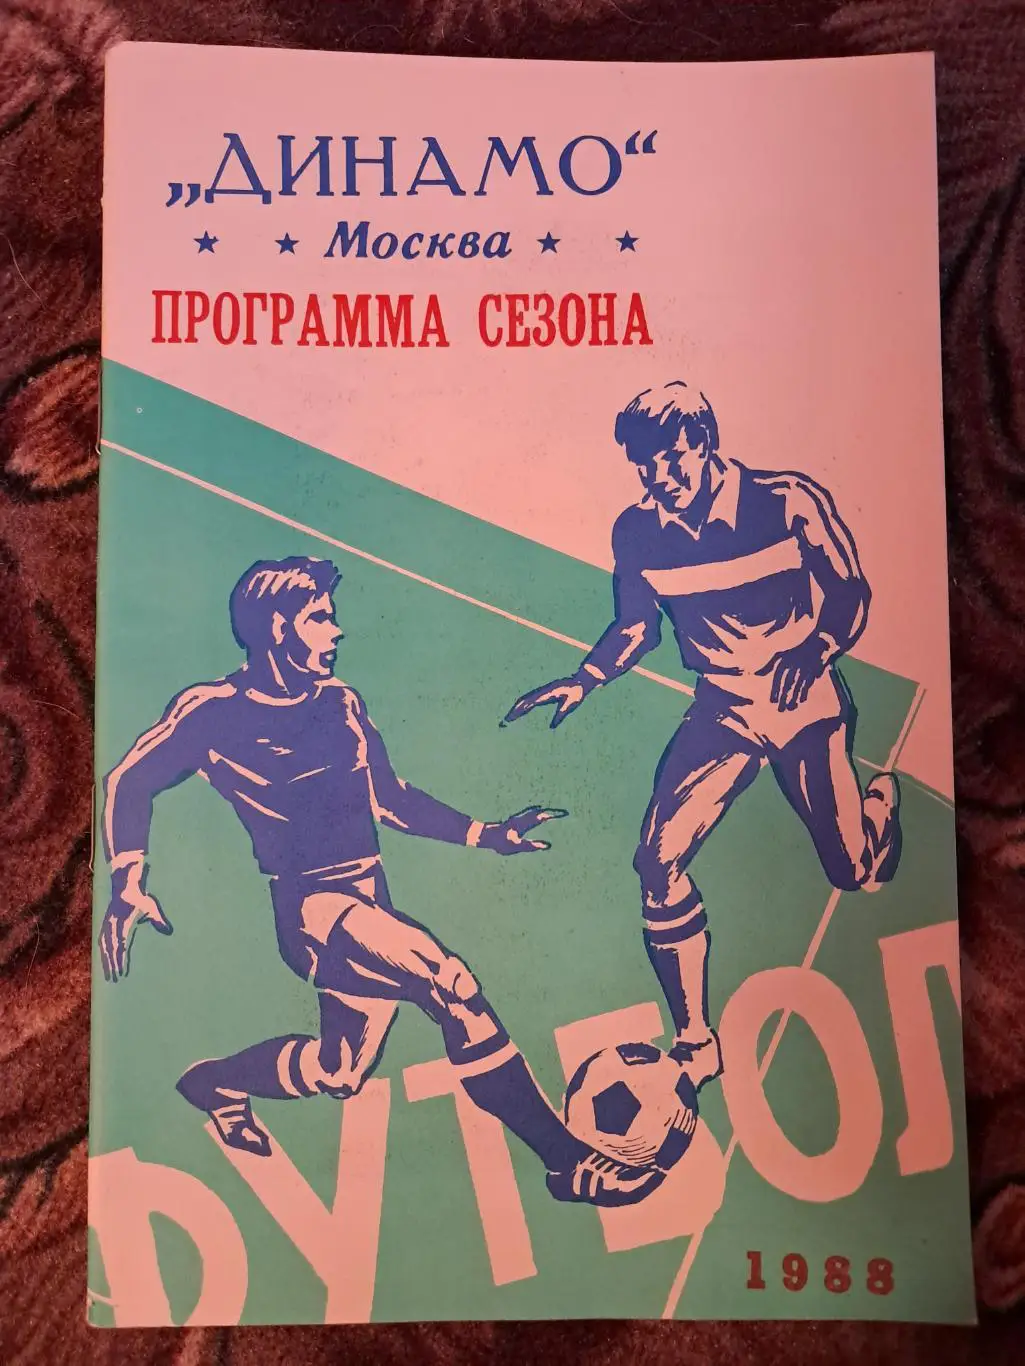 „ДИНАМО“
Москва
ПРОГРАММА СЕЗОНА
ФУТБОЛ
1988